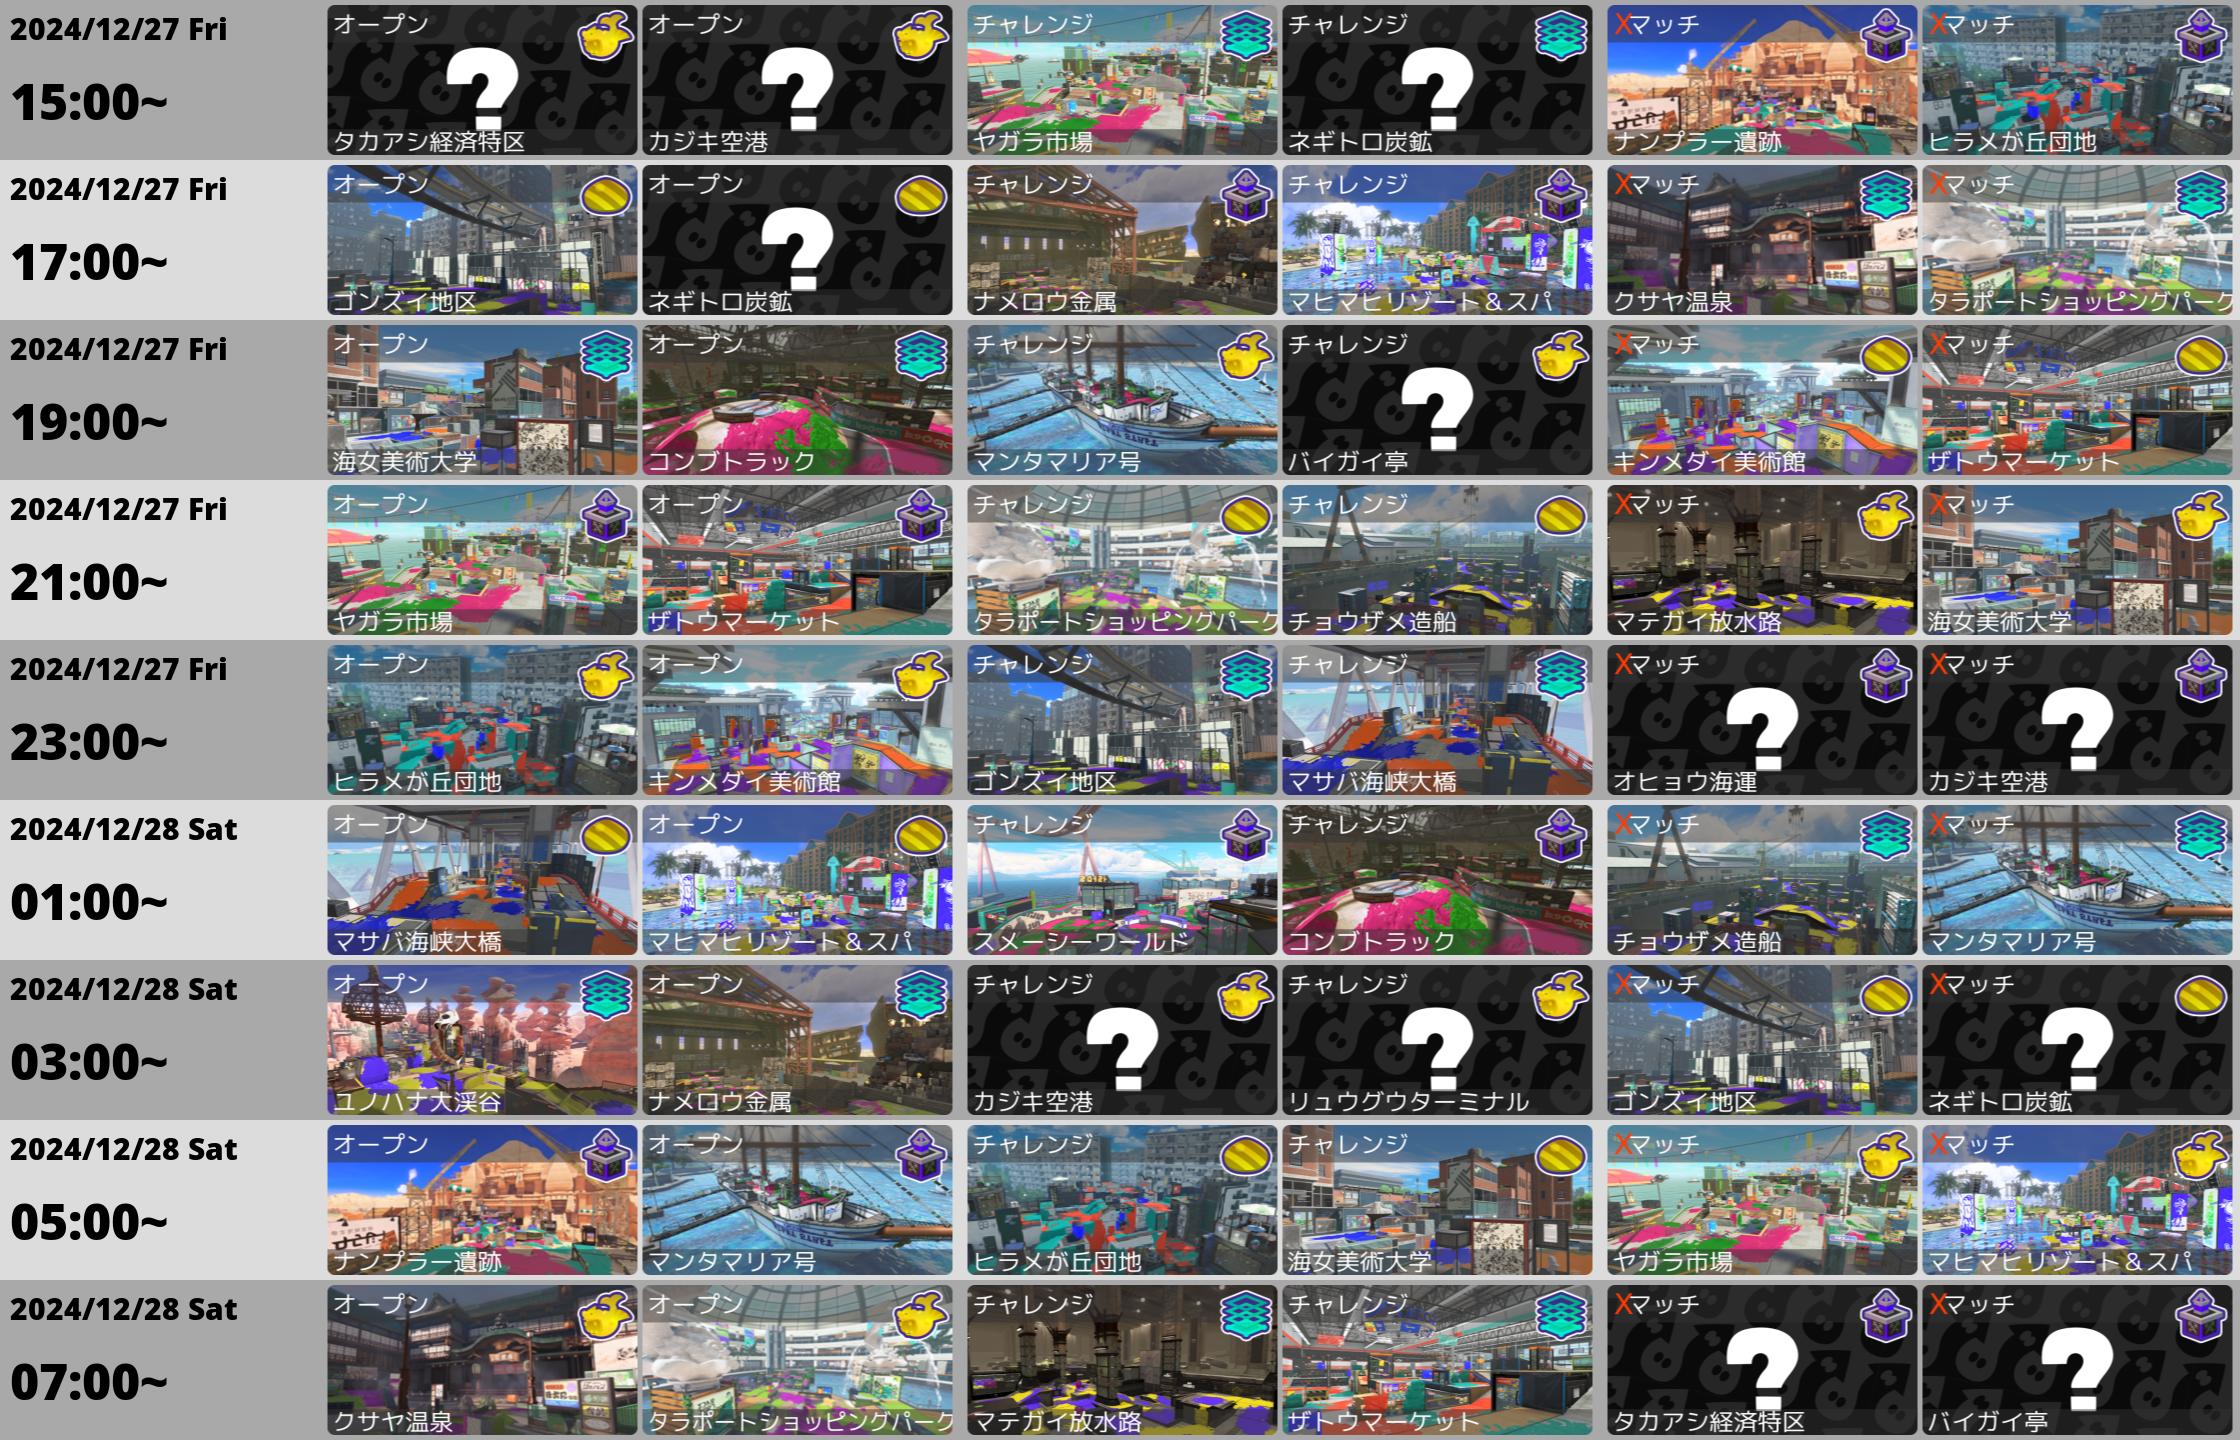 2024/12/27 Fri
15:00~
オープン
タカアシ経済特区
オープン
カジキ空港
チャレンジ
ヤガラ市場
チャレンジ
ネギトロ炭鉱
Xマッチ
ナンプラー遺跡
Xマッチ
ヒラメが丘団地
2024/12/27 Fri
17:00~
オープン
ゴンズイ地区
オープン
ネギトロ炭鉱
チャレンジ
ナメロウ金属
チャレンジ
マヒマヒリゾート＆スパ
Xマッチ
クサヤ温泉
Xマッチ
タラポートショッピングパーク
2024/12/27 Fri
19:00~
オープン
海女美術大学
オープン
コンブトラック
チャレンジ
マンタマリア号
チャレンジ
バイガイ亭
Xマッチ
キンメダイ美術館
Xマッチ
ザトウマーケット
2024/12/27 Fri
21:00~
オープン
ヤガラ市場
オープン
ザトウマーケット
チャレンジ
タラポートショッピングパーク
チャレンジ
チョウザメ造船
Xマッチ
マテガイ放水路
Xマッチ
海女美術大学
2024/12/27 Fri
23:00~
オープン
ヒラメが丘団地
オープン
キンメダイ美術館
チャレンジ
ゴンズイ地区
チャレンジ
マサバ海峡大橋
Xマッチ
オヒョウ海運
Xマッチ
カジキ空港
2024/12/28 Sat
01:00~
オープン
マサバ海峡大橋
オープン
マヒマヒリゾート＆スパ
チャレンジ
スメーシーワールド
チャレンジ
コンブトラック
Xマッチ
チョウザメ造船
Xマッチ
マンタマリア号
2024/12/28 Sat
03:00~
オープン
ユノハナ大渓谷
オープン
ナメロウ金属
チャレンジ
カジキ空港
チャレンジ
リュウグウターミナル
Xマッチ
ゴンズイ地区
Xマッチ
ネギトロ炭鉱
2024/12/28 Sat
05:00~
オープン
ナンプラー遺跡
オープン
マンタマリア号
チャレンジ
ヒラメが丘団地
チャレンジ
海女美術大学
Xマッチ
ヤガラ市場
Xマッチ
マヒマヒリゾート＆スパ
2024/12/28 Sat
07:00~
オープン
クサヤ温泉
オープン
タラポートショッピングパーク
チャレンジ
マテガイ放水路
チャレンジ
ザトウマーケット
Xマッチ
タカアシ経済特区
Xマッチ
バイガイ亭